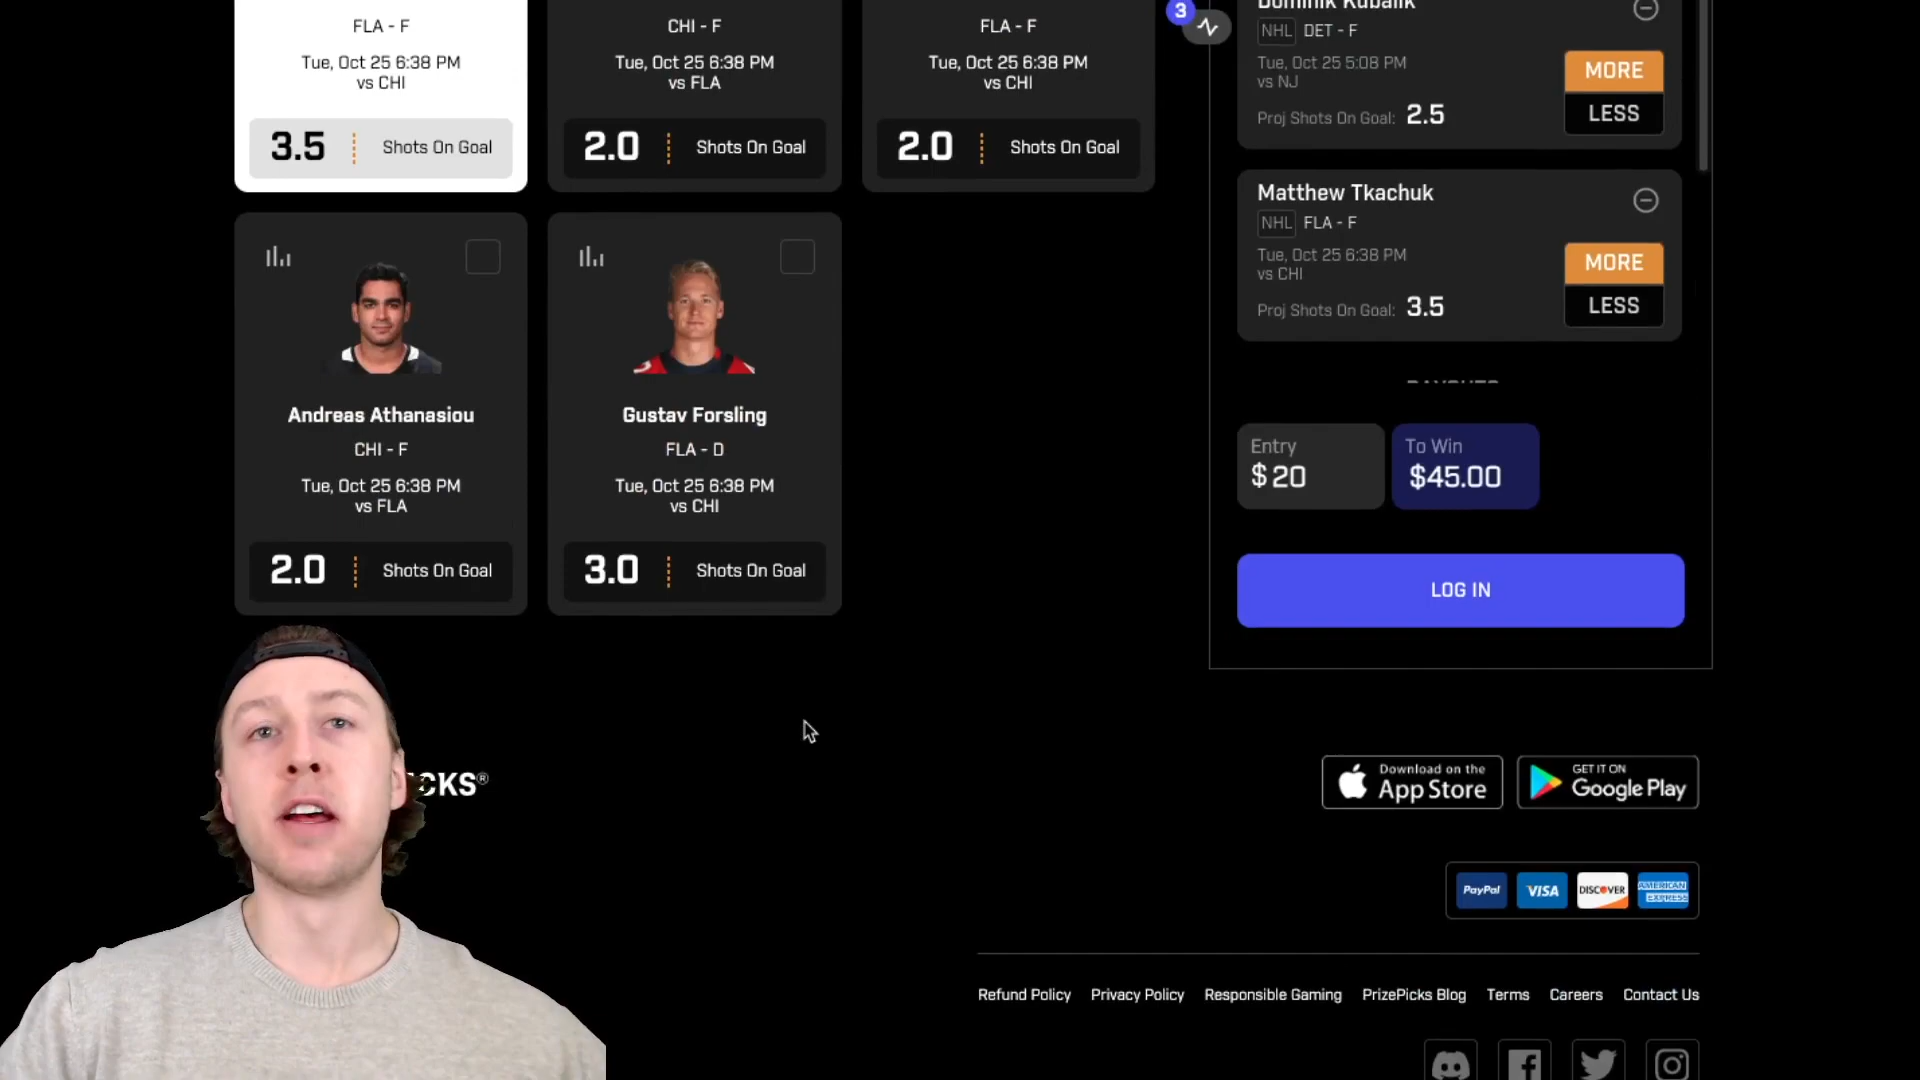 FLA - F
Tue, Oct 25 6:38 PM
vs CHI
3.5 Shots On Goal
CHI - F
Tue, Oct 25 6:38 PM
vs FLA
2.0 Shots On Goal
FLA - F
Tue, Oct 25 6:38 PM
vs CHI
2.0 Shots On Goal
Andreas Athanasiou
CHI - F
Tue, Oct 25 6:38 PM
vs FLA
2.0 Shots On Goal
Gustav Forsling
FLA - D
Tue, Oct 25 6:38 PM
vs CHI
3.0 Shots On Goal
3
Dominik Kubalik
NHL DET - F
Tue, Oct 25 5:08 PM
vs NJ
Proj Shots On Goal: 2.5
MORE
LESS
Matthew Tkachuk
NHL FLA - F
Tue, Oct 25 6:38 PM
vs CHI
Proj Shots On Goal: 3.5
MORE
LESS
Entry
$20
To Win
$45.00
LOG IN
CKS®
Download on the
App Store
GET IT ON
Google Play
PayPal VISA DISCOVER AMERICAN
EXPRESS
Refund Policy Privacy Policy Responsible Gaming PrizePicks Blog Terms Careers Contact Us